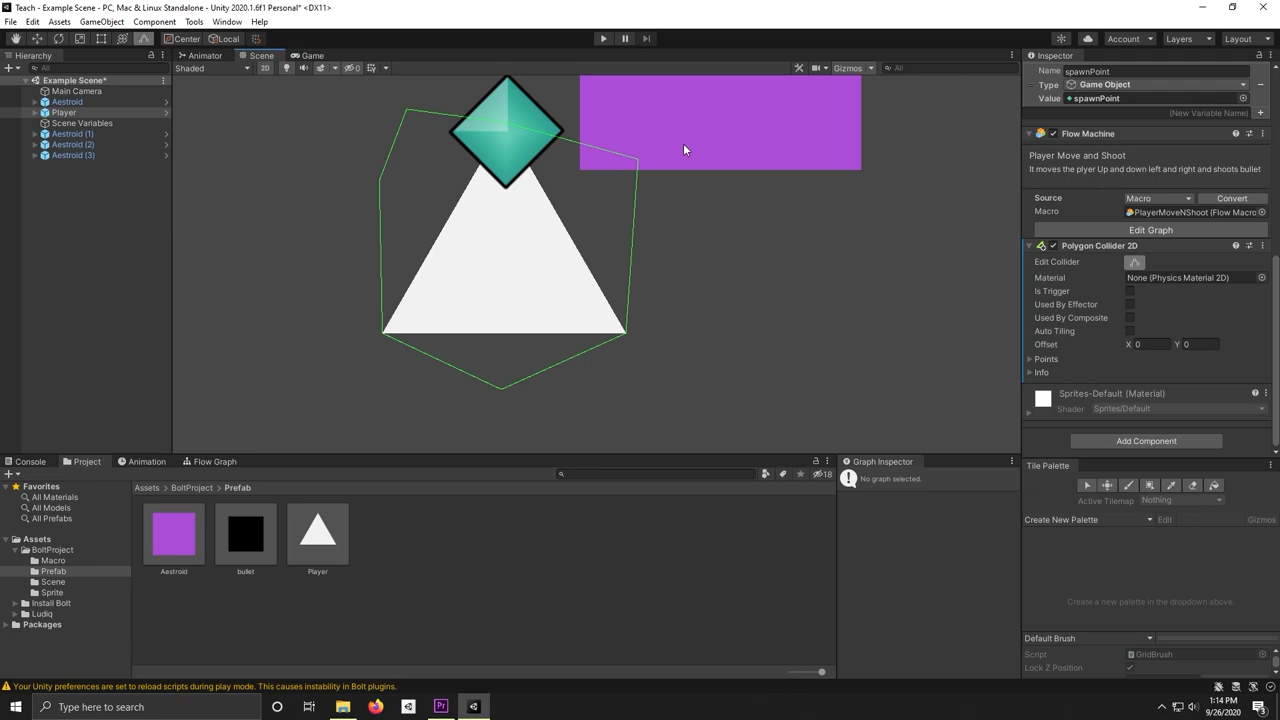 Teach - Example Scene - PC, Mac & Linux Standalone - Unity 2020.1.6f1 Personal* <DX11>
File Edit Assets GameObject Component Tools Window Help
Center Local Account Layers Layout
Hierarchy Animator Scene Game Inspector
All Shaded 2D 0 Gizmos All
Example Scene*
Main Camera
Aestroid
Player
Scene Variables
Aestroid (1)
Aestroid (2)
Aestroid (3)
Name spawnPoint
Type Game Object
Value spawnPoint
(New Variable Name)
Flow Machine
Player Move and Shoot
It moves the plyer Up and down left and right and shoots bullet
Source Macro Convert
Macro PlayerMoveNShoot (Flow Macro
Edit Graph
Polygon Collider 2D
Edit Collider
Material None (Physics Material 2D)
Is Trigger
Used By Effector
Used By Composite
Auto Tiling
Offset X 0 Y 0
Points
Info
Sprites-Default (Material)
Shader Sprites/Default
Add Component
Console Project Animation Flow Graph
18
Favorites
All Materials
All Models
All Prefabs
Assets
BoltProject
Macro
Prefab
Scene
Sprite
Install Bolt
Ludiq
Packages
Assets > BoltProject > Prefab
Aestroid bullet Player
Graph Inspector
No graph selected.
Tile Palette
Active Tilemap Nothing
Create New Palette Edit Gizmos
Create a new palette in the dropdown above.
Default Brush
Script GridBrush
Lock Z Position
Your Unity preferences are set to reload scripts during play mode. This causes instability in Bolt plugins.
Type here to search
Pr
1:14 PM
9/26/2020
3